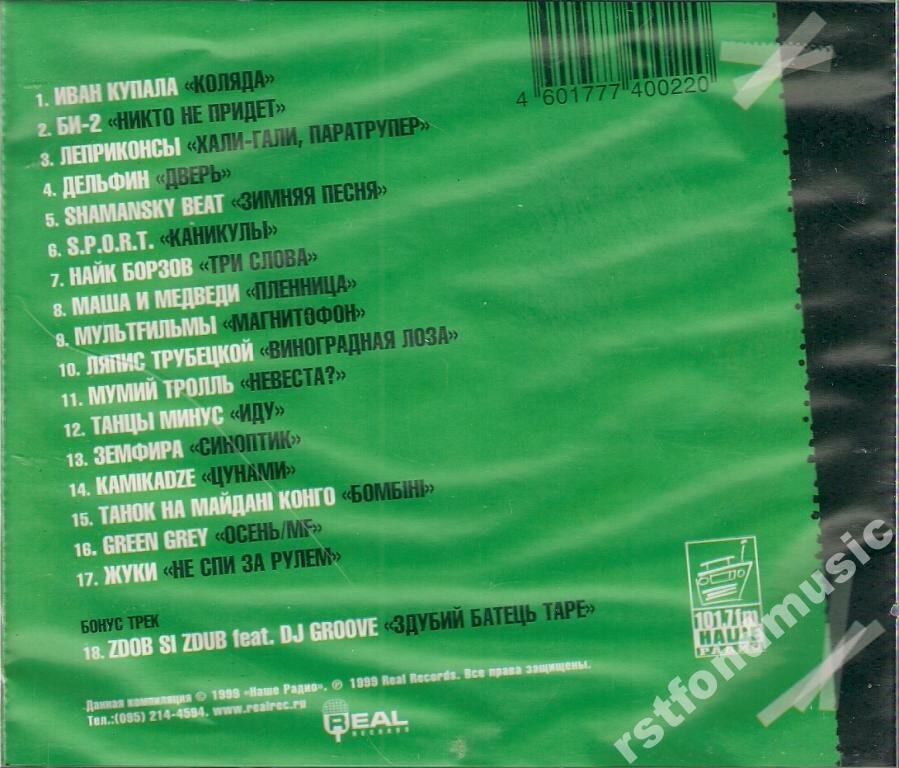 4 601777 400220
1. ИВАН КУПАЛА «КОЛЯДА»
2. БИ-2 «НИКТО НЕ ПРИДЕТ»
3. ЛЕПРИКОНСЫ «ХАЛИ-ГАЛИ, ПАРАТРУПЕР»
4. ДЕЛЬФИН «ДВЕРЬ»
5. SHAMANSKY BEAT «ЗИМНЯЯ ПЕСНЯ»
6. S.P.O.R.T. «КАНИКУЛЫ»
7. НАЙК БОРЗОВ «ТРИ СЛОВА»
8. МАША И МЕДВЕДИ «ПЛЕННИЦА»
9. МУЛЬТFИЛЬМЫ «МАГНИТОФОН»
10. ЛЯПИС ТРУБЕЦКОЙ «ВИНОГРАДНАЯ ЛОЗА»
11. МУМИЙ ТРОЛЛЬ «НЕВЕСТА?»
12. ТАНЦЫ МИНУС «ИДУ»
13. ЗЕМФИРА «СИНОПТИК»
14. KAMIKADZE «ЦУНАМИ»
15. ТАНОК НА МАЙДАНІ КОНГО «БОМБІНІ»
16. GREEN GREY «ОСЕНЬ/MF»
17. ЖУКИ «НЕ СПИ ЗА РУЛЕМ»
БОНУС ТРЕК
18. ZDOB SI ZDUB feat. DJ GROOVE «ЗДУБИЙ БАТЕЦЬ ТАРЕ»
101.7fm
НАШЕ
РАДИО
Данная компиляция © 1999 «Наше Радио». ℗ 1999 Real Records. Все права защищены.
Тел.:(095) 214-4594. www.realrec.ru
REAL
RECORDS
rstfondmusic